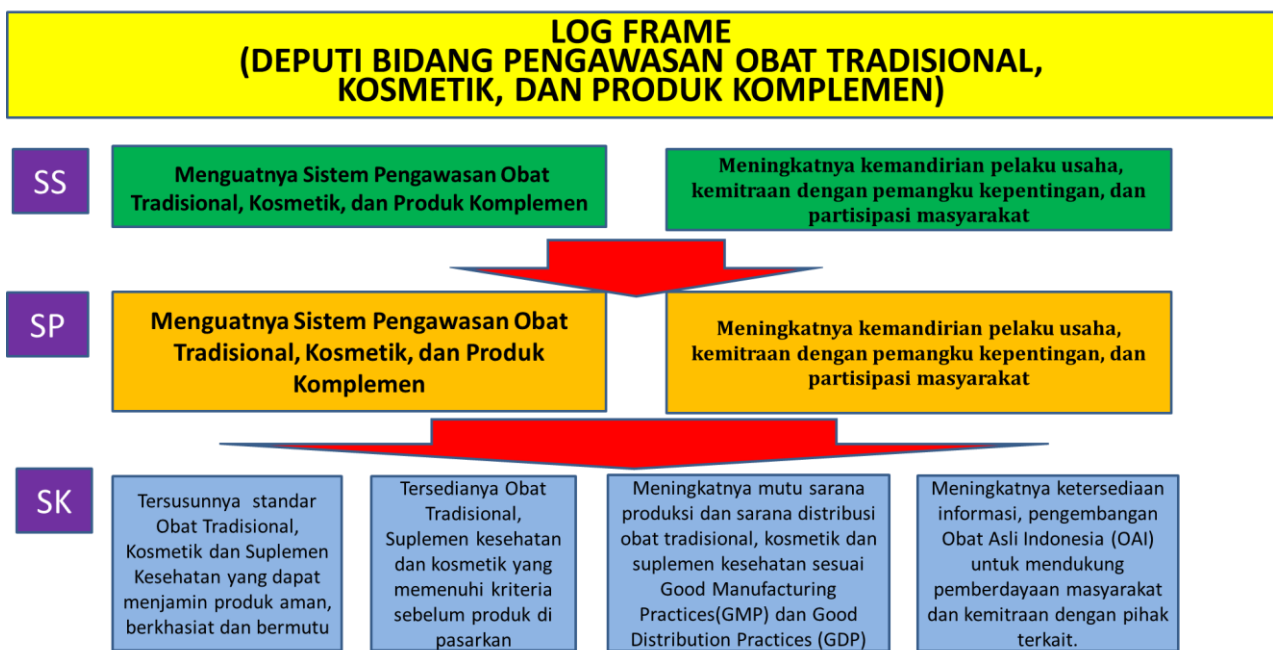 LOG FRAME
(DEPUTI BIDANG PENGAWASAN OBAT TRADISIONAL,
KOSMETIK, DAN PRODUK KOMPLEMEN)
SS
Menguatnya Sistem Pengawasan Obat
Tradisional, Kosmetik, dan Produk Komplemen
Meningkatnya kemandirian pelaku usaha,
kemitraan dengan pemangku kepentingan, dan
partisipasi masyarakat
SP
Menguatnya Sistem Pengawasan Obat
Tradisional, Kosmetik, dan Produk
Komplemen
Meningkatnya kemandirian pelaku usaha,
kemitraan dengan pemangku kepentingan, dan
partisipasi masyarakat
SK
Tersusunnya standar
Obat Tradisional,
Kosmetik dan Suplemen
Kesehatan yang dapat
menjamin produk aman,
berkhasiat dan bermutu
Tersedianya Obat
Tradisional,
Suplemen kesehatan
dan kosmetik yang
memenuhi kriteria
sebelum produk di
pasarkan
Meningkatnya mutu sarana
produksi dan sarana distribusi
obat tradisional, kosmetik dan
suplemen kesehatan sesuai
Good Manufacturing
Practices(GMP) dan Good
Distribution Practices (GDP)
Meningkatnya ketersediaan
informasi, pengembangan
Obat Asli Indonesia (OAI)
untuk mendukung
pemberdayaan masyarakat
dan kemitraan dengan pihak
terkait.